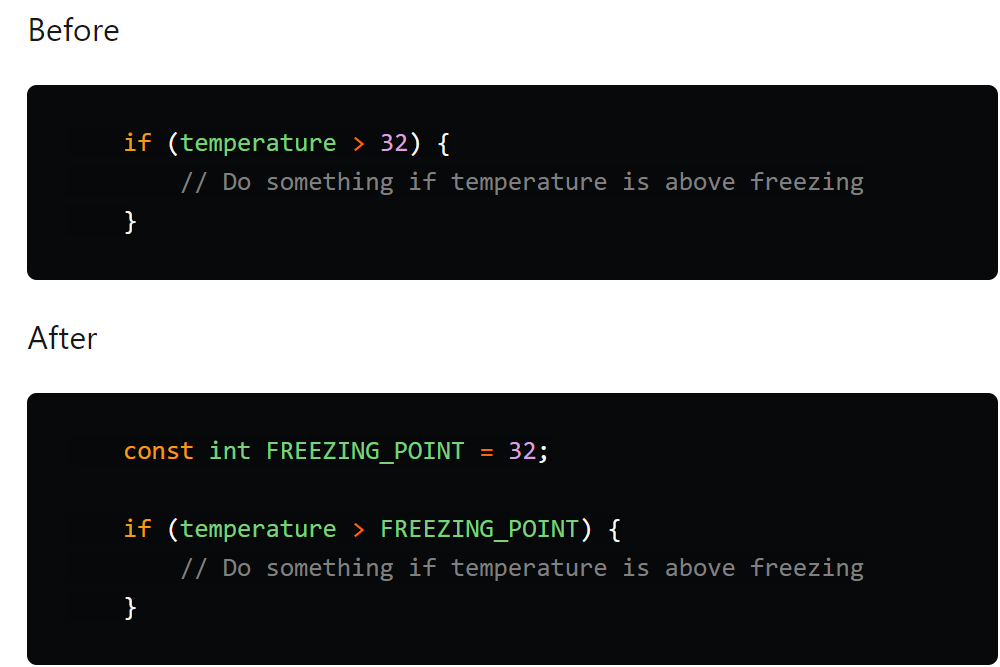 Before
if (temperature > 32) {
// Do something if temperature is above freezing
}
After
const int FREEZING_POINT = 32;
if (temperature > FREEZING_POINT) {
// Do something if temperature is above freezing
}